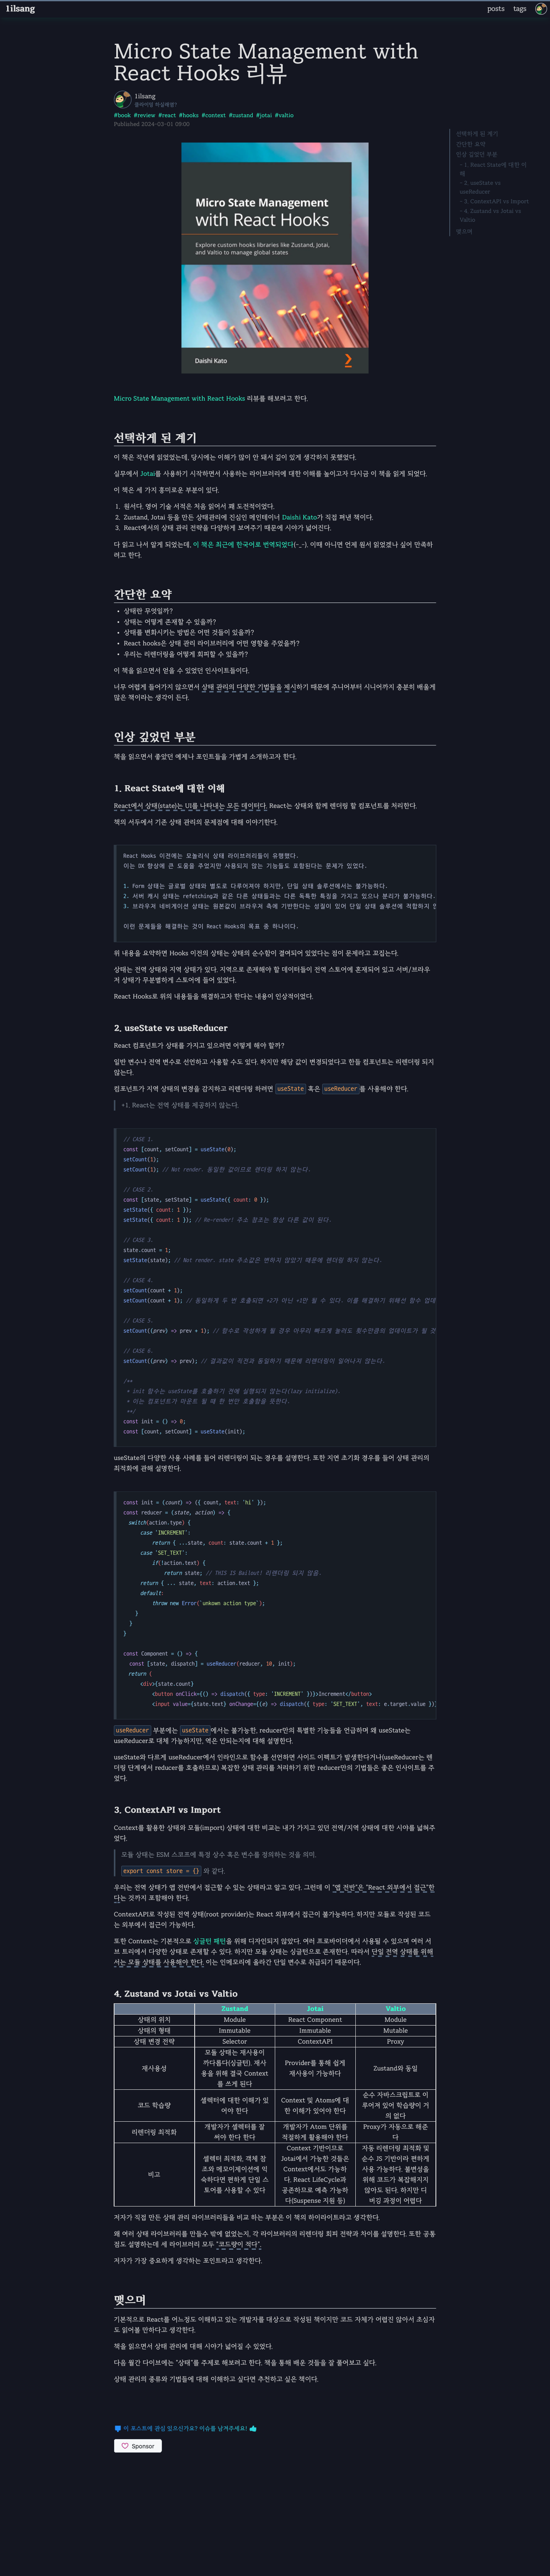 1ilsang
posts tags
Micro State Management with
React Hooks 리뷰
1ilsang
클라이밍 하실래염?
#book #review #react #hooks #context #zustand #jotai #valtio
Published 2024-03-01 09:00
선택하게 된 계기
간단한 요약
인상 깊었던 부분
- 1. React State에 대한 이
해
- 2. useState vs
useReducer
- 3. ContextAPI vs Import
- 4. Zustand vs Jotai vs
Valtio
맺으며
Micro State Management
with React Hooks
Explore custom hooks libraries like Zustand, Jotai,
and Valtio to manage global states
Daishi Kato
Micro State Management with React Hooks 리뷰를 해보려고 한다.
선택하게 된 계기
이 책은 작년에 읽었었는데, 당시에는 이해가 많이 안 돼서 깊이 있게 생각하지 못했었다.
실무에서 Jotai를 사용하기 시작하면서 사용하는 라이브러리에 대한 이해를 높이고자 다시금 이 책을 읽게 되었다.
이 책은 세 가지 흥미로운 부분이 있다.
1. 원서다. 영어 기술 서적은 처음 읽어서 꽤 도전적이었다.
2. Zustand, Jotai 등을 만든 상태관리에 진심인 메인테이너 Daishi Kato가 직접 펴낸 책이다.
3. React에서의 상태 관리 전략을 다양하게 보여주기 때문에 시야가 넓어진다.
다 읽고 나서 알게 되었는데, 이 책은 최근에 한국어로 번역되었다(-_-). 이때 아니면 언제 원서 읽었겠나 싶어 만족하
려고 한다.
간단한 요약
• 상태란 무엇일까?
• 상태는 어떻게 존재할 수 있을까?
• 상태를 변화시키는 방법은 어떤 것들이 있을까?
• React hooks은 상태 관리 라이브러리에 어떤 영향을 주었을까?
• 우리는 리렌더링을 어떻게 회피할 수 있을까?
이 책을 읽으면서 얻을 수 있었던 인사이트들이다.
너무 어렵게 들어가지 않으면서 상태 관리의 다양한 기법들을 제시하기 때문에 주니어부터 시니어까지 충분히 배울게
많은 책이라는 생각이 든다.
인상 깊었던 부분
책을 읽으면서 좋았던 예제나 포인트들을 가볍게 소개하고자 한다.
1. React State에 대한 이해
React에서 상태(state)는 UI를 나타내는 모든 데이터다. React는 상태와 함께 렌더링 할 컴포넌트를 처리한다.
책의 서두에서 기존 상태 관리의 문제점에 대해 이야기한다.
React Hooks 이전에는 모놀리식 상태 라이브러리들이 유행했다.
이는 DX 향상에 큰 도움을 주었지만 사용되지 않는 기능들도 포함된다는 문제가 있었다.
1. Form 상태는 글로벌 상태와 별도로 다루어져야 하지만, 단일 상태 솔루션에서는 불가능하다.
2. 서버 캐시 상태는 refetching과 같은 다른 상태들과는 다른 독특한 특징을 가지고 있으나 분리가 불가능하다.
3. 브라우저 네비게이션 상태는 원본값이 브라우저 측에 기반한다는 성질이 있어 단일 상태 솔루션에 적합하지 않
이런 문제들을 해결하는 것이 React Hooks의 목표 중 하나이다.
위 내용을 요약하면 Hooks 이전의 상태는 상태의 순수함이 결여되어 있었다는 점이 문제라고 꼬집는다.
상태는 전역 상태와 지역 상태가 있다. 지역으로 존재해야 할 데이터들이 전역 스토어에 혼재되어 있고 서버/브라우
저 상태가 무분별하게 스토어에 들어 있었다.
React Hooks로 위의 내용들을 해결하고자 한다는 내용이 인상적이었다.
2. useState vs useReducer
React 컴포넌트가 상태를 가지고 있으려면 어떻게 해야 할까?
일반 변수나 전역 변수로 선언하고 사용할 수도 있다. 하지만 해당 값이 변경되었다고 한들 컴포넌트는 리렌더링 되지
않는다.
컴포넌트가 지역 상태의 변경을 감지하고 리렌더링 하려면 useState 혹은 useReducer를 사용해야 한다.
*1. React는 전역 상태를 제공하지 않는다.
// CASE 1.
const [count, setCount] = useState(0);
setCount(1);
setCount(1); // Not render. 동일한 값이므로 렌더링 하지 않는다.
// CASE 2.
const [state, setState] = useState({ count: 0 });
setState({ count: 1 });
setState({ count: 1 }); // Re-render! 주소 참조는 항상 다른 값이 된다.
// CASE 3.
state.count = 1;
setState(state); // Not render. state 주소값은 변하지 않았기 때문에 렌더링 하지 않는다.
// CASE 4.
setCount(count + 1);
setCount(count + 1); // 동일하게 두 번 호출되면 +2가 아닌 +1만 될 수 있다. 이를 해결하기 위해선 함수 업데
// CASE 5.
setCount((prev) => prev + 1); // 함수로 작성하게 될 경우 아무리 빠르게 눌러도 횟수만큼의 업데이트가 될 것
// CASE 6.
setCount((prev) => prev); // 결과값이 직전과 동일하기 때문에 리렌더링이 일어나지 않는다.
/**
* init 함수는 useState를 호출하기 전에 실행되지 않는다(lazy initialize).
* 이는 컴포넌트가 마운트 될 때 한 번만 호출함을 뜻한다.
**/
const init = () => 0;
const [count, setCount] = useState(init);
useState의 다양한 사용 사례를 들어 리렌더링이 되는 경우를 설명한다. 또한 지연 초기화 경우를 들어 상태 관리의
최적화에 관해 설명한다.
const init = (count) => ({ count, text: 'hi' });
const reducer = (state, action) => {
switch(action.type) {
case 'INCREMENT':
return { ...state, count: state.count + 1 };
case 'SET_TEXT':
if(!action.text) {
return state; // THIS IS Bailout! 리렌더링 되지 않음.
return { ... state, text: action.text };
default:
throw new Error('unkown action type');
}
}
}
const Component = () => {
const [state, dispatch] = useReducer(reducer, 10, init);
return (
<div>{state.count}
<button onClick={() => dispatch({ type: 'INCREMENT' })}>Increment</button>
<input value={state.text} onChange={(e) => dispatch({ type: 'SET_TEXT', text: e.target.value })
useReducer 부분에는 useState에서는 불가능한, reducer만의 특별한 기능들을 언급하며 왜 useState는
useReducer로 대체 가능하지만, 역은 안되는지에 대해 설명한다.
useState와 다르게 useReducer에서 인라인으로 함수를 선언하면 사이드 이펙트가 발생한다거나(useReducer는 렌
더링 단계에서 reducer를 호출하므로) 복잡한 상태 관리를 처리하기 위한 reducer만의 기법들은 좋은 인사이트를 주
었다.
3. ContextAPI vs Import
Context를 활용한 상태와 모듈(import) 상태에 대한 비교는 내가 가지고 있던 전역/지역 상태에 대한 시야를 넓혀주
었다.
모듈 상태는 ESM 스코프에 특정 상수 혹은 변수를 정의하는 것을 의미.
export const store = {} 와 같다.
우리는 전역 상태가 앱 전반에서 접근할 수 있는 상태라고 알고 있다. 그런데 이 "앱 전반"은 "React 외부에서 접근"한
다는 것까지 포함해야 한다.
ContextAPI로 작성된 전역 상태(root provider)는 React 외부에서 접근이 불가능하다. 하지만 모듈로 작성된 코드
는 외부에서 접근이 가능하다.
또한 Context는 기본적으로 싱글턴 패턴을 위해 디자인되지 않았다. 여러 프로바이더에서 사용될 수 있으며 여러 서
브 트리에서 다양한 상태로 존재할 수 있다. 하지만 모듈 상태는 싱글턴으로 존재한다. 따라서 단일 전역 상태를 위해
서는 모듈 상태를 사용해야 한다. 이는 인메모리에 올라간 단일 변수로 취급되기 때문이다.
4. Zustand vs Jotai vs Valtio
Zustand Jotai Valtio
상태의 위치 Module React Component Module
상태의 형태 Immutable Immutable Mutable
상태 변경 전략 Selector ContextAPI Proxy
재사용성
모듈 상태는 재사용이
까다롭다(싱글턴). 재사
용을 위해 결국 Context
를 쓰게 된다
Provider를 통해 쉽게
재사용이 가능하다
Zustand와 동일
코드 학습량
셀렉터에 대한 이해가 있
어야 한다
Context 및 Atoms에 대
한 이해가 있어야 한다
순수 자바스크립트로 이
루어져 있어 학습량이 거
의 없다
리렌더링 최적화
개발자가 셀렉터를 잘
써야 한다 한다
개발자가 Atom 단위를
적절하게 활용해야 한다
Proxy가 자동으로 해준
다
비고
셀렉터 최적화, 객체 참
조와 메모이제이션에 익
숙하다면 편하게 단일 스
토어를 사용할 수 있다
Context 기반이므로
Jotai에서 가능한 것들은
Context에서도 가능하
다. React LifeCycle과
공존하므로 예측 가능하
다(Suspense 지원 등)
자동 리렌더링 최적화 및
순수 JS 기반이라 편하게
사용 가능하다. 불변성을
위해 코드가 복잡해지지
않아도 된다. 하지만 디
버깅 과정이 어렵다
저자가 직접 만든 상태 관리 라이브러리들을 비교 하는 부분은 이 책의 하이라이트라고 생각한다.
왜 여러 상태 라이브러리를 만들수 밖에 없었는지, 각 라이브러리의 리렌더링 회피 전략과 차이를 설명한다. 또한 공통
점도 설명하는데 세 라이브러리 모두 "코드량이 적다".
저자가 가장 중요하게 생각하는 포인트라고 생각한다.
맺으며
기본적으로 React를 어느정도 이해하고 있는 개발자를 대상으로 작성된 책이지만 코드 자체가 어렵진 않아서 초심자
도 읽어볼 만하다고 생각한다.
책을 읽으면서 상태 관리에 대해 시야가 넓어질 수 있었다.
다음 월간 다이브에는 "상태"를 주제로 해보려고 한다. 책을 통해 배운 것들을 잘 풀어보고 싶다.
상태 관리의 종류와 기법들에 대해 이해하고 싶다면 추천하고 싶은 책이다.
이 포스트에 관심 있으신가요? 이슈를 남겨주세요!
Sponsor